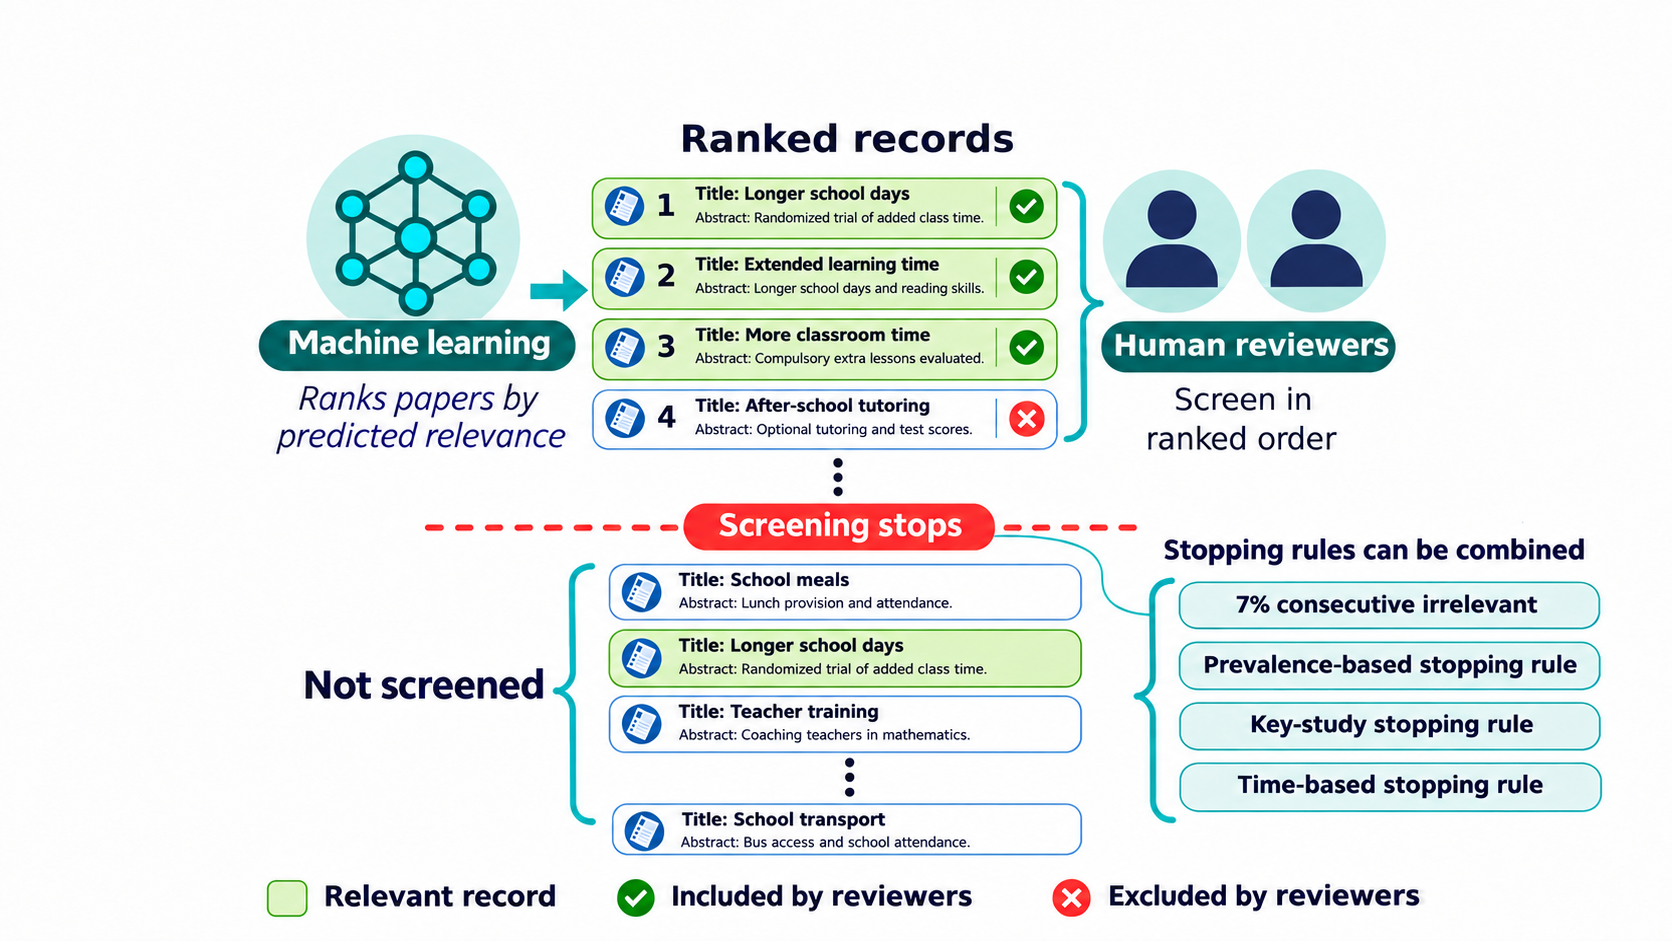 Ranked records
1
Title: Longer school days
Abstract: Randomized trial of added class time.
2
Title: Extended learning time
Abstract: Longer school days and reading skills.
3
Title: More classroom time
Abstract: Compulsory extra lessons evaluated.
4
Title: After-school tutoring
Abstract: Optional tutoring and test scores.
Machine learning
Ranks papers by
predicted relevance
Human reviewers
Screen in
ranked order
Screening stops
Not screened
Title: School meals
Abstract: Lunch provision and attendance.
Title: Longer school days
Abstract: Randomized trial of added class time.
Title: Teacher training
Abstract: Coaching teachers in mathematics.
Title: School transport
Abstract: Bus access and school attendance.
Stopping rules can be combined
7% consecutive irrelevant
Prevalence-based stopping rule
Key-study stopping rule
Time-based stopping rule
Relevant record
Included by reviewers
Excluded by reviewers